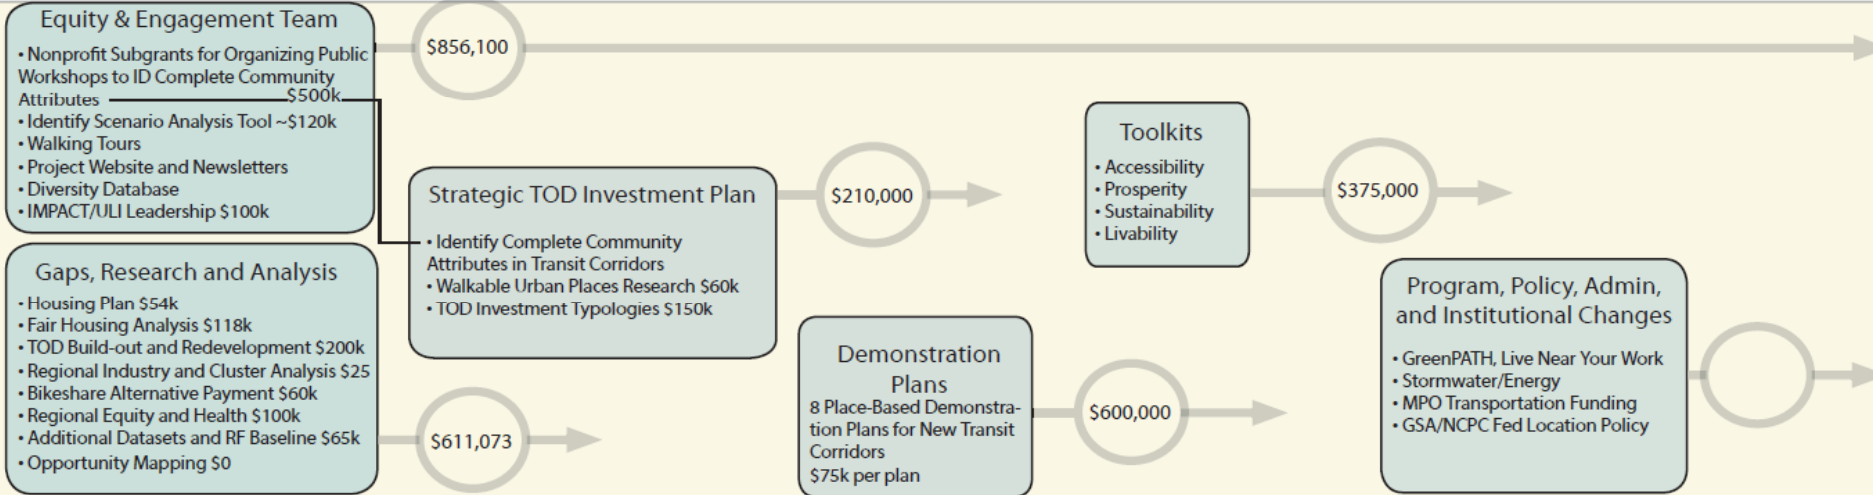 Equity & Engagement Team
• Nonprofit Subgrants for Organizing Public
Workshops to ID Complete Community
Attributes $500k
• Identify Scenario Analysis Tool ~$120k
• Walking Tours
• Project Website and Newsletters
• Diversity Database
• IMPACT/ULI Leadership $100k
$856,100
Gaps, Research and Analysis
• Housing Plan $54k
• Fair Housing Analysis $118k
• TOD Build-out and Redevelopment $200k
• Regional Industry and Cluster Analysis $25
• Bikeshare Alternative Payment $60k
• Regional Equity and Health $100k
• Additional Datasets and RF Baseline $65k
• Opportunity Mapping $0
$611,073
Strategic TOD Investment Plan
• Identify Complete Community
Attributes in Transit Corridors
• Walkable Urban Places Research $60k
• TOD Investment Typologies $150k
$210,000
Demonstration
Plans
8 Place-Based Demonstra-
tion Plans for New Transit
Corridors
$75k per plan
$600,000
Toolkits
• Accessibility
• Prosperity
• Sustainability
• Livability
$375,000
Program, Policy, Admin,
and Institutional Changes
• GreenPATH, Live Near Your Work
• Stormwater/Energy
• MPO Transportation Funding
• GSA/NCPC Fed Location Policy